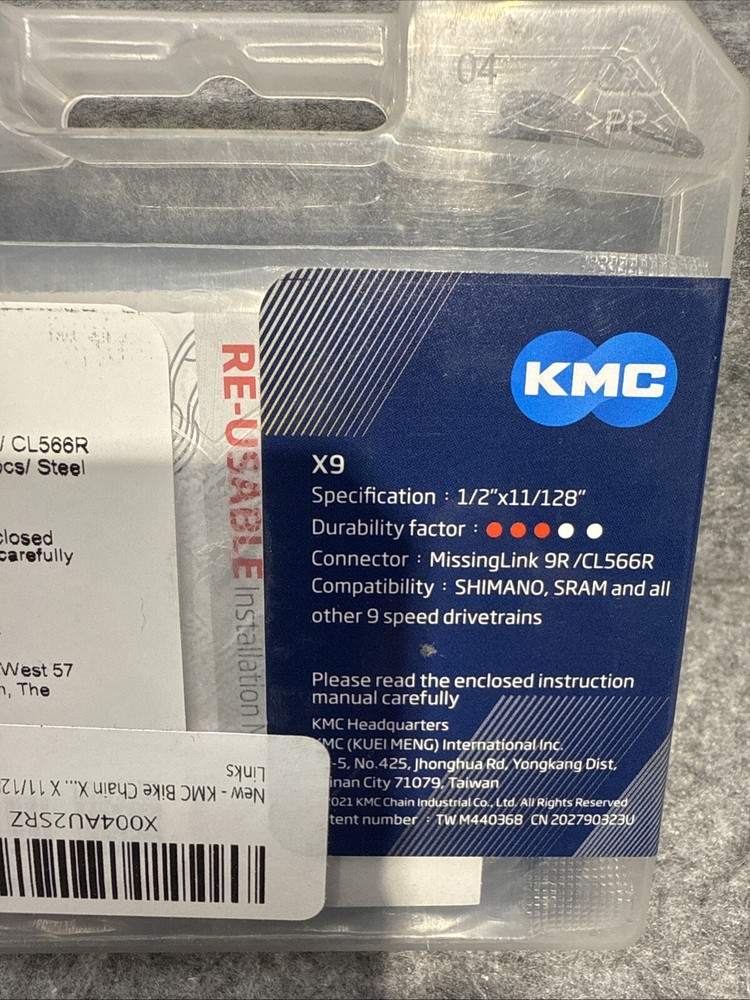 04
>PP<
KMC
X9
Specification : 1/2"x11/128"
Durability factor :
Connector : MissingLink 9R /CL566R
Compatibility : SHIMANO, SRAM and all
other 9 speed drivetrains
Please read the enclosed instruction
manual carefully
KMC Headquarters
KMC (KUEI MENG) International Inc.
-5, No.425, Jhonghua Rd, Yongkang Dist,
inan City 71079, Taiwan
2021 KMC Chain Industrial Co., Ltd. All Rights Reserved
tent number : TW M440368 CN 202790323U
RE-USABLE Installation
/ CL566R
pcs/ Steel
closed
carefully
West 57
n, The
X004AU2SRZ
New - KMC Bike Chain X... X 11/12
Links